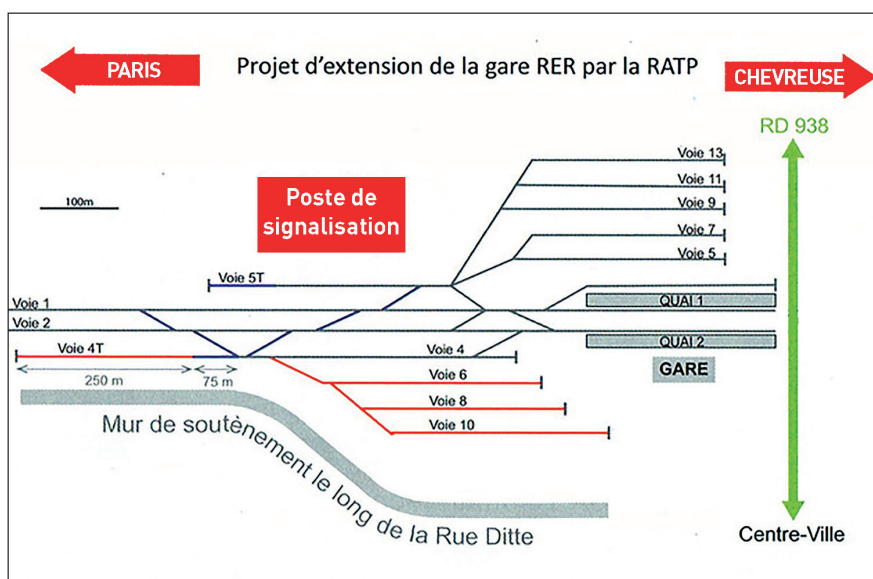 PARIS
Projet d'extension de la gare RER par la RATP
CHEVREUSE
RD 938
Voie 13
Voie 11
Voie 9
Voie 7
Voie 5
100m
Poste de
signalisation
Voie 5T
Voie 1
QUAI 1
Voie 2
QUAI 2
Voie 4T
Voie 4
GARE
250 m
75 m
Voie 6
Voie 8
Voie 10
Mur de soutènement le long de la Rue Ditte
Centre-Ville